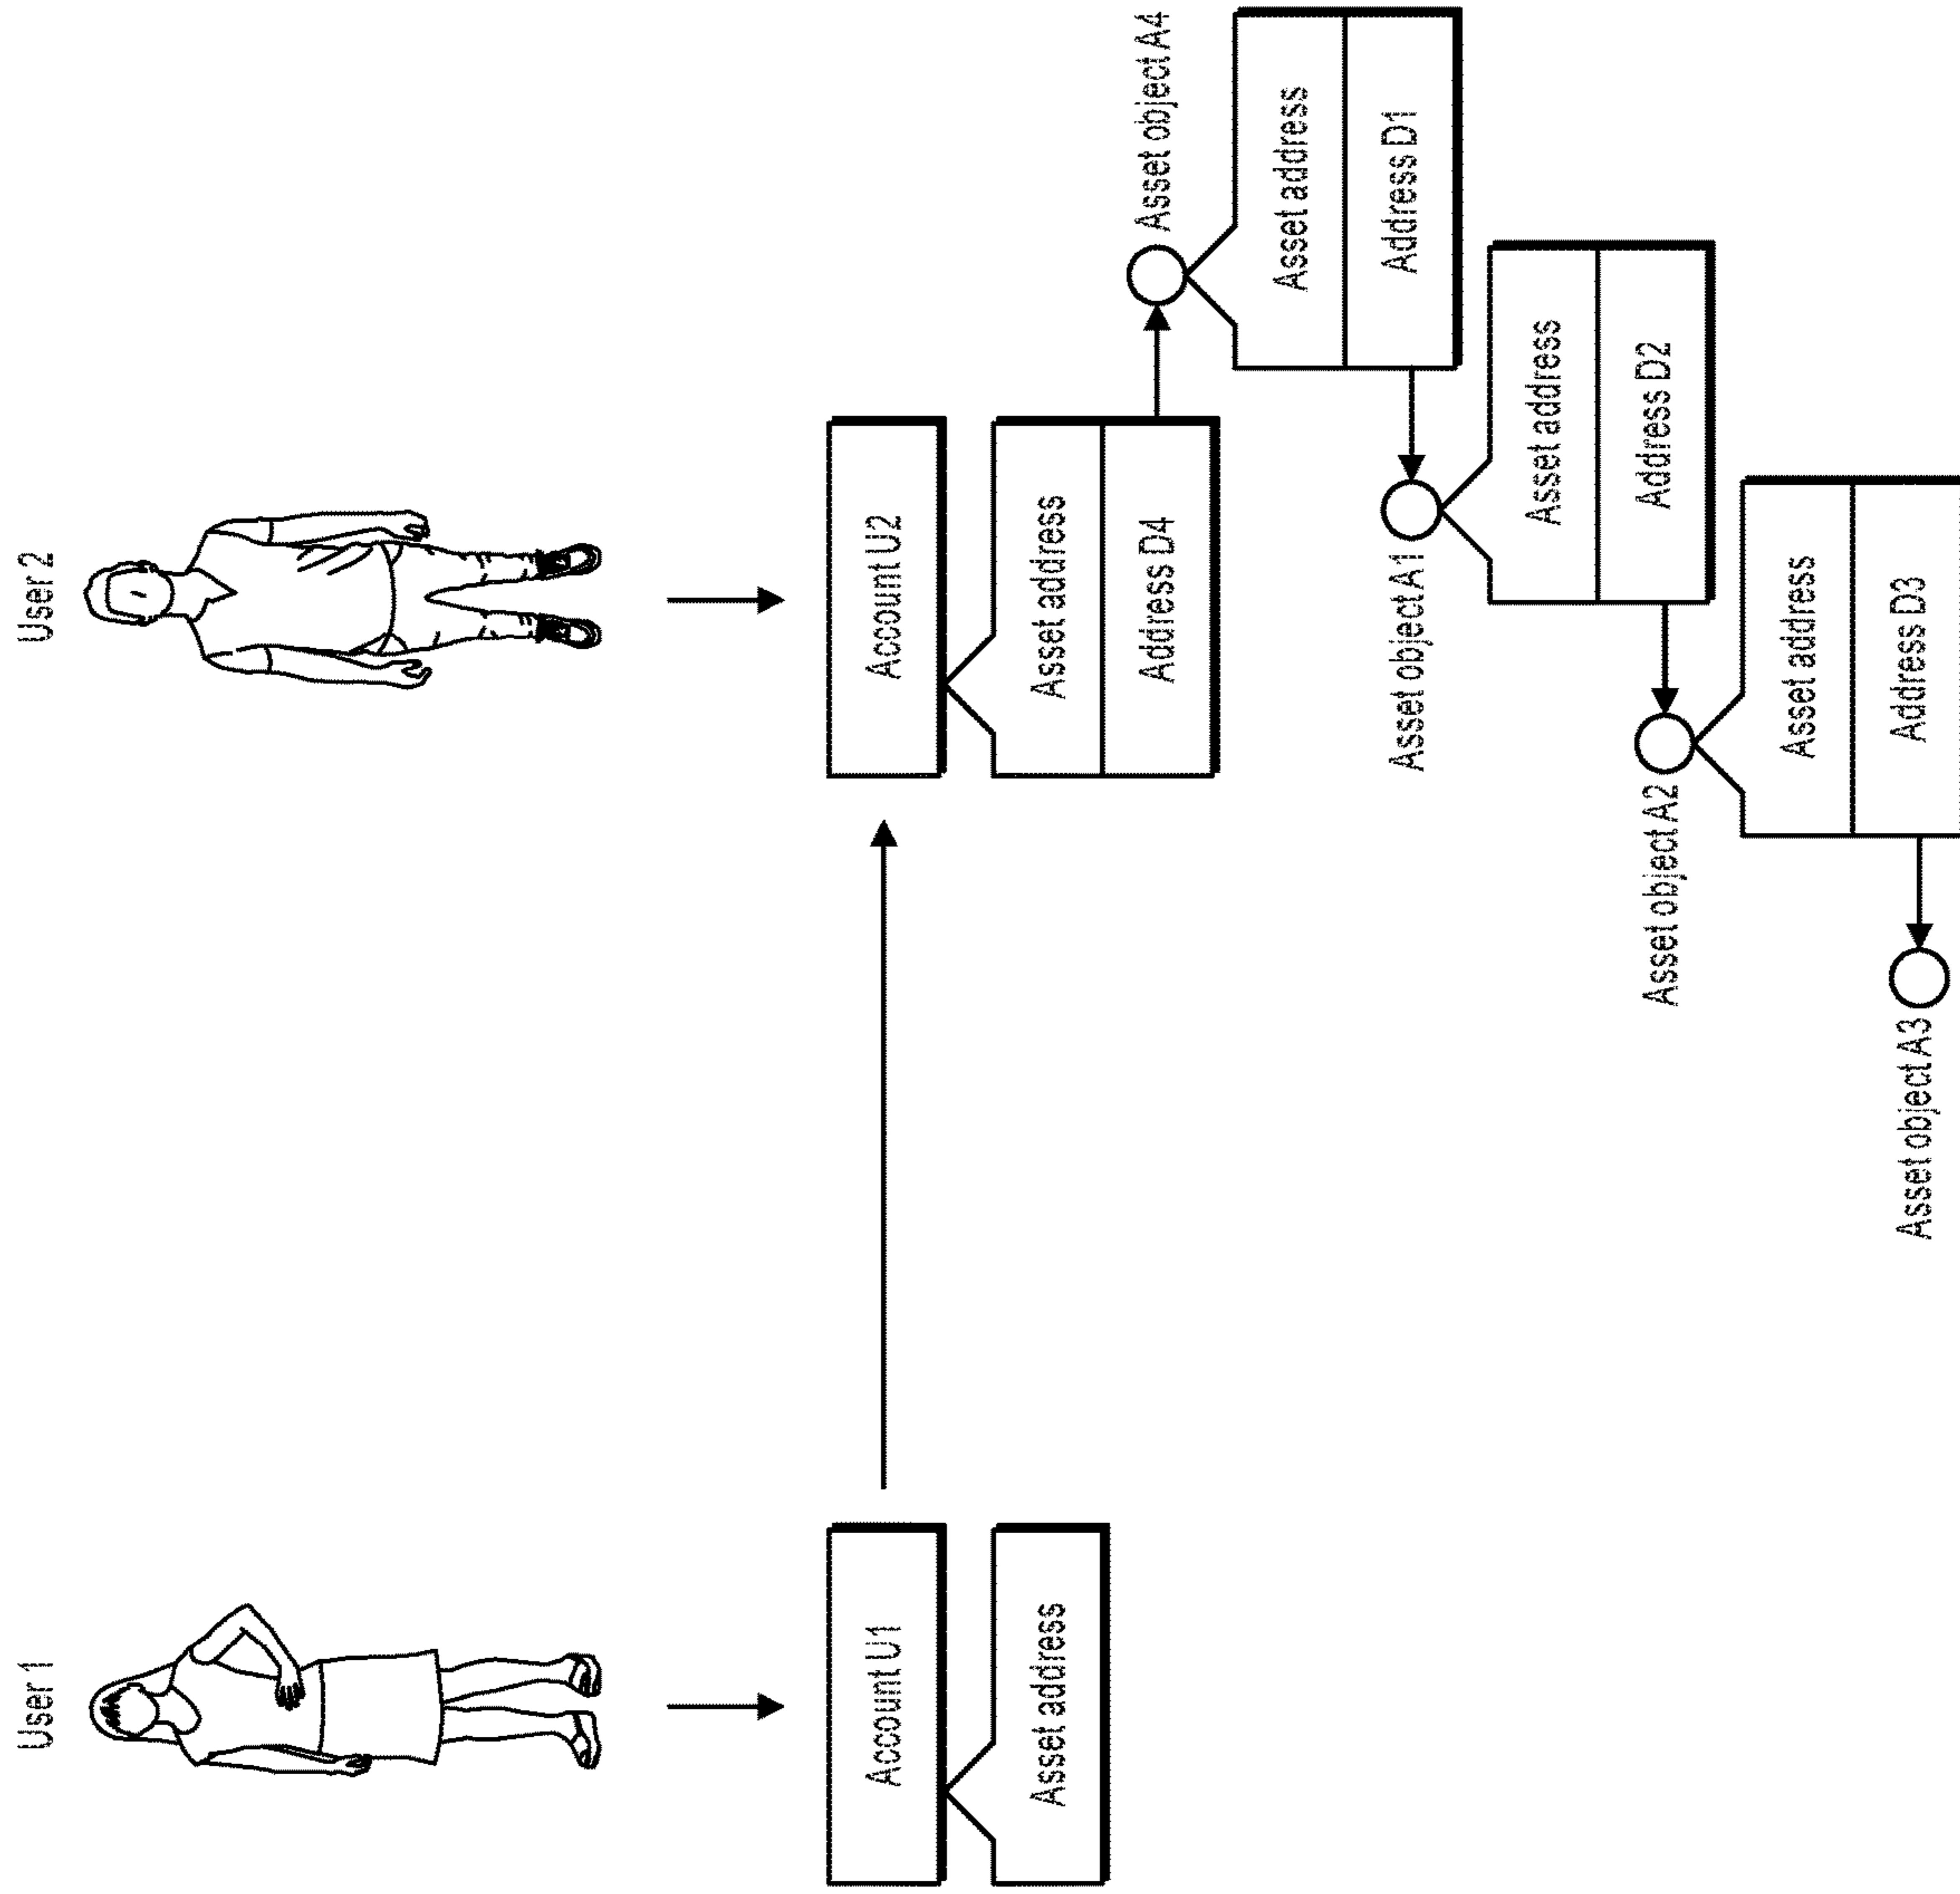 User 1
User 2
Account U1
Account U2
Asset address
Asset address
Address D4
Asset object A4
Asset address
Address D1
Asset object A1
Asset address
Address D2
Asset object A2
Asset address
Address D3
Asset object A3